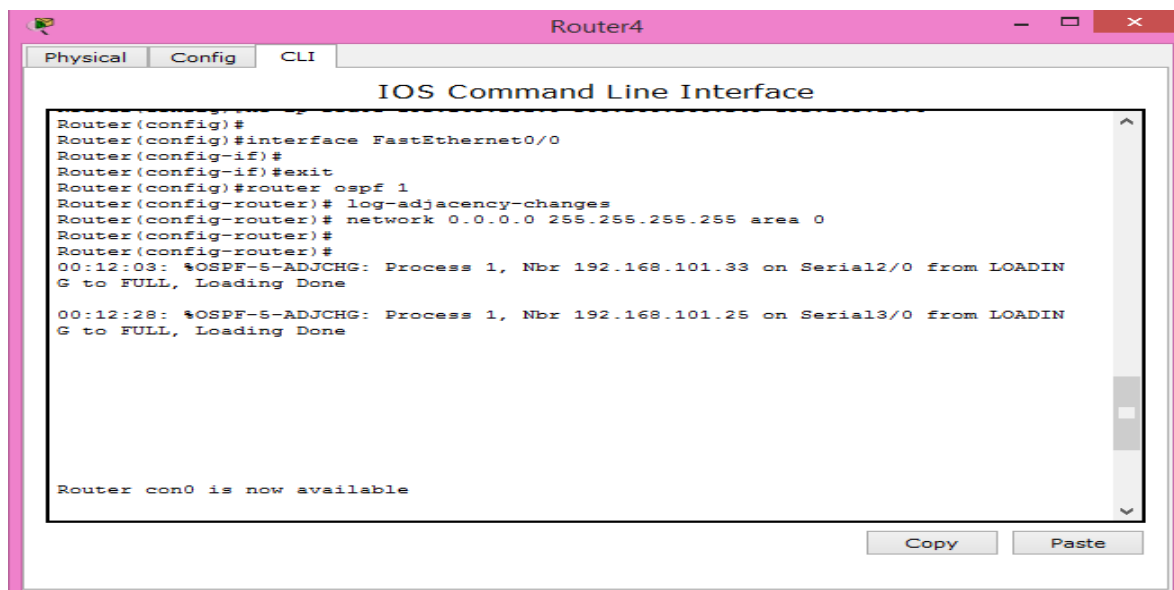 Router4
Physical Config CLI
IOS Command Line Interface
Router(config)#
Router(config)#interface FastEthernet0/0
Router(config-if)#
Router(config-if)#exit
Router(config)#router ospf 1
Router(config-router)# log-adjacency-changes
Router(config-router)# network 0.0.0.0 255.255.255.255 area 0
Router(config-router)#
Router(config-router)#
00:12:03: %OSPF-5-ADJCHG: Process 1, Nbr 192.168.101.33 on Serial2/0 from LOADIN
G to FULL, Loading Done
00:12:28: %OSPF-5-ADJCHG: Process 1, Nbr 192.168.101.25 on Serial3/0 from LOADIN
G to FULL, Loading Done
Router con0 is now available
Copy Paste